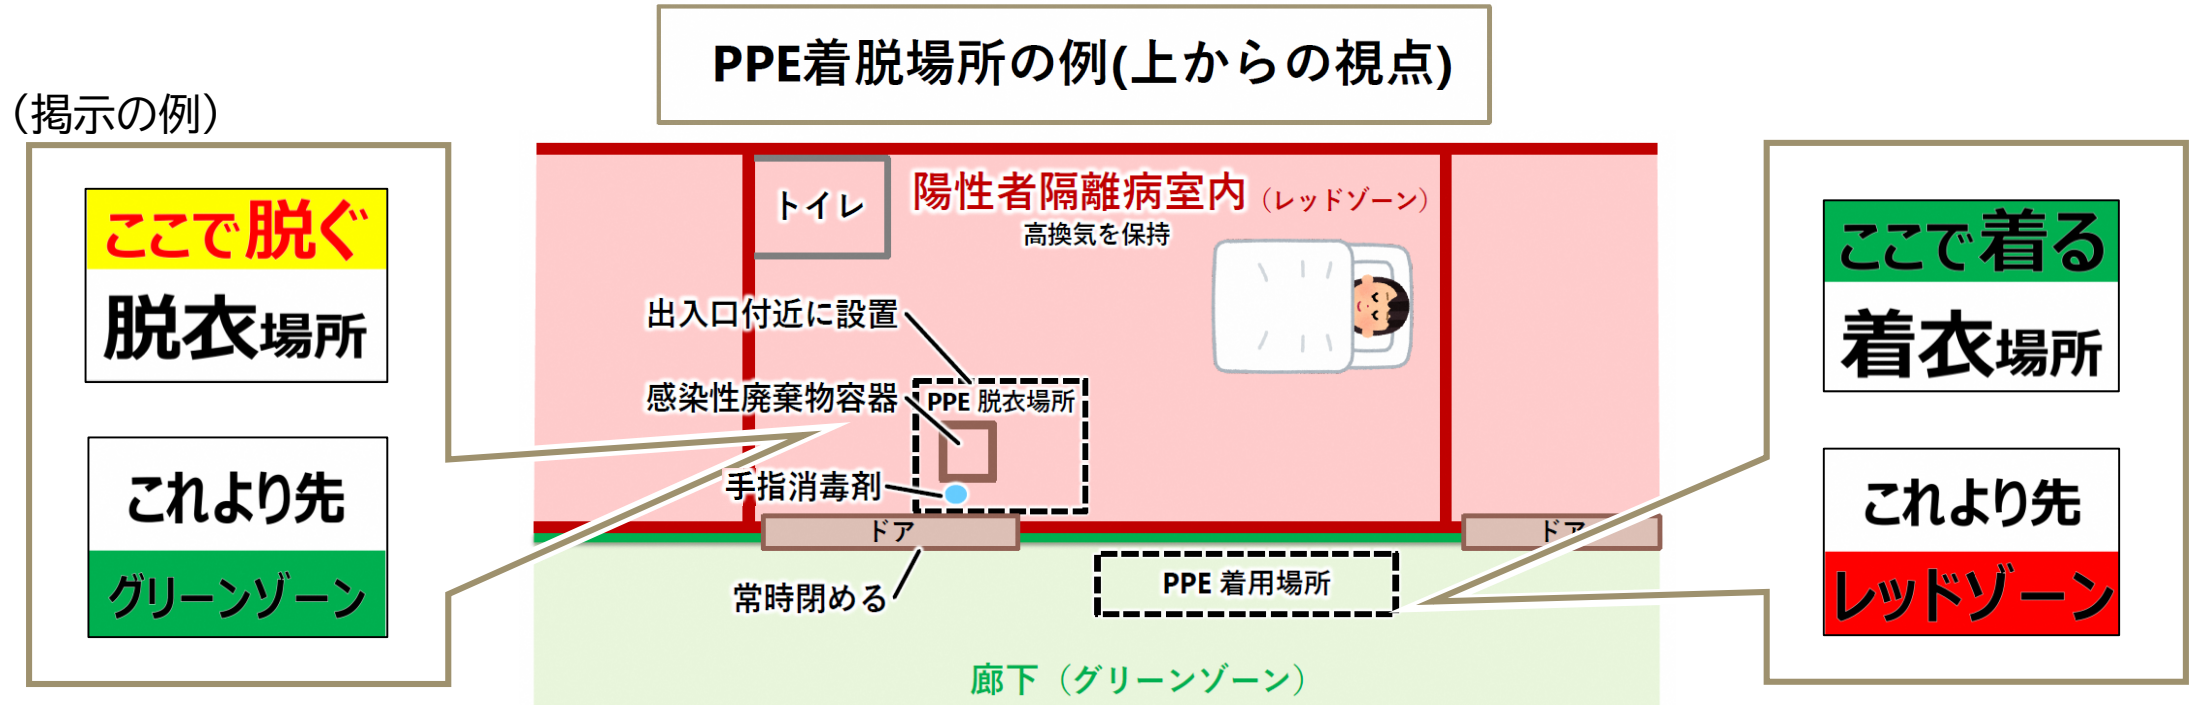 PPE着脱場所の例(上からの視点)
（掲示の例）
ここで脱ぐ
脱衣場所
これより先
グリーンゾーン
トイレ
陽性者隔離病室内（レッドゾーン）
高換気を保持
出入口付近に設置
感染性廃棄物容器
PPE 脱衣場所
手指消毒剤
ドア
ドア
常時閉める
PPE 着用場所
廊下（グリーンゾーン）
ここで着る
着衣場所
これより先
レッドゾーン